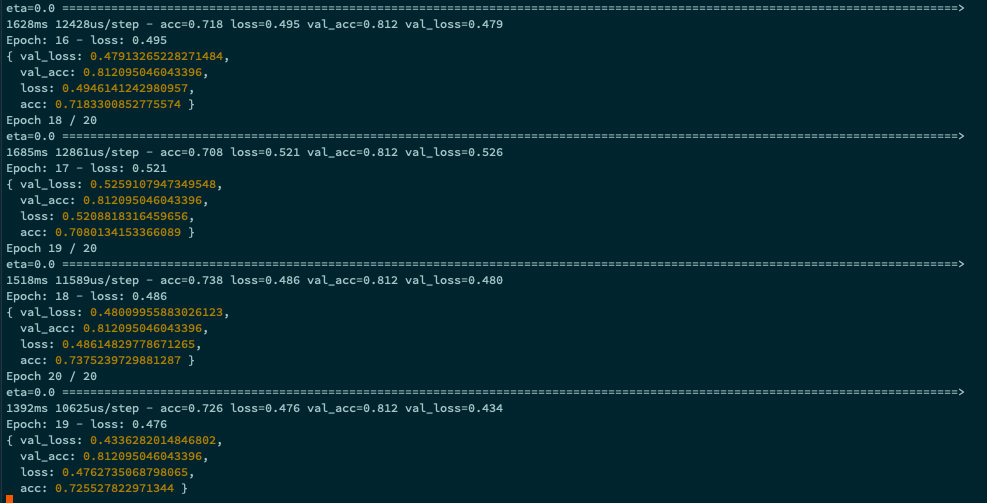 eta=0.0 ================================================================================================================================>
1628ms 12428us/step - acc=0.718 loss=0.495 val_acc=0.812 val_loss=0.479
Epoch: 16 - loss: 0.495
{ val_loss: 0.47913265228271484,
  val_acc: 0.812095046043396,
  loss: 0.4946141242980957,
  acc: 0.7183300852775574 }
Epoch 18 / 20
eta=0.0 ================================================================================================================================>
1685ms 12861us/step - acc=0.708 loss=0.521 val_acc=0.812 val_loss=0.526
Epoch: 17 - loss: 0.521
{ val_loss: 0.5259107947349548,
  val_acc: 0.812095046043396,
  loss: 0.5208818316459656,
  acc: 0.7080134153366089 }
Epoch 19 / 20
eta=0.0 ================================================================================================================================>
1518ms 11589us/step - acc=0.738 loss=0.486 val_acc=0.812 val_loss=0.480
Epoch: 18 - loss: 0.486
{ val_loss: 0.48009955883026123,
  val_acc: 0.812095046043396,
  loss: 0.48614829778671265,
  acc: 0.7375239729881287 }
Epoch 20 / 20
eta=0.0 ================================================================================================================================>
1392ms 10625us/step - acc=0.726 loss=0.476 val_acc=0.812 val_loss=0.434
Epoch: 19 - loss: 0.476
{ val_loss: 0.4336282014846802,
  val_acc: 0.812095046043396,
  loss: 0.4762735068798065,
  acc: 0.725527822971344 }